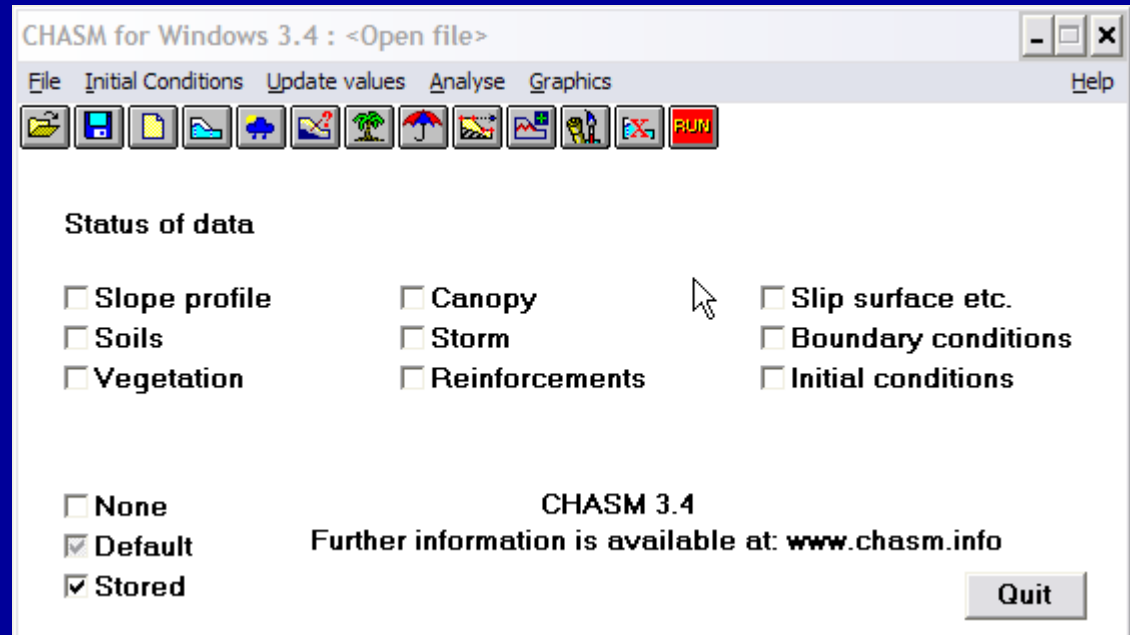 CHASM for Windows 3.4 : <Open file>
File Initial Conditions Update values Analyse Graphics Help
RUN
Status of data
Slope profile Canopy Slip surface etc.
Soils Storm Boundary conditions
Vegetation Reinforcements Initial conditions
None CHASM 3.4
Default Further information is available at: www.chasm.info
Stored
Quit